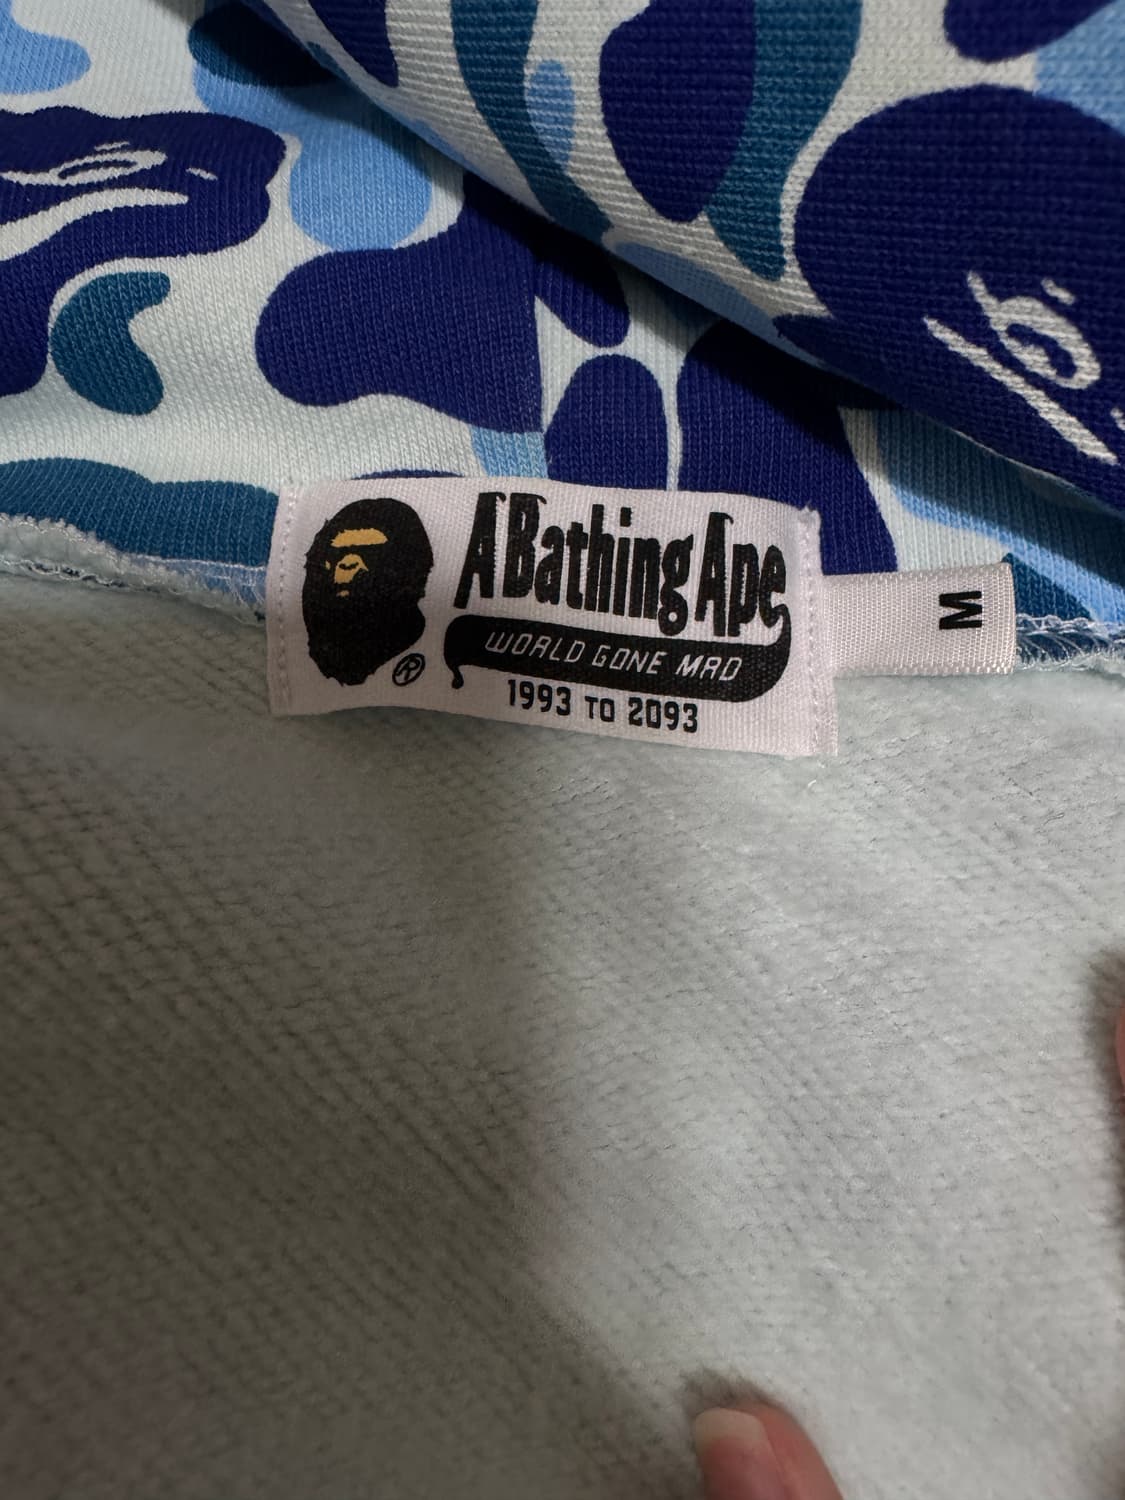 A Bathing Ape
WORLD GONE MAD
1993 TO 2093
®
M